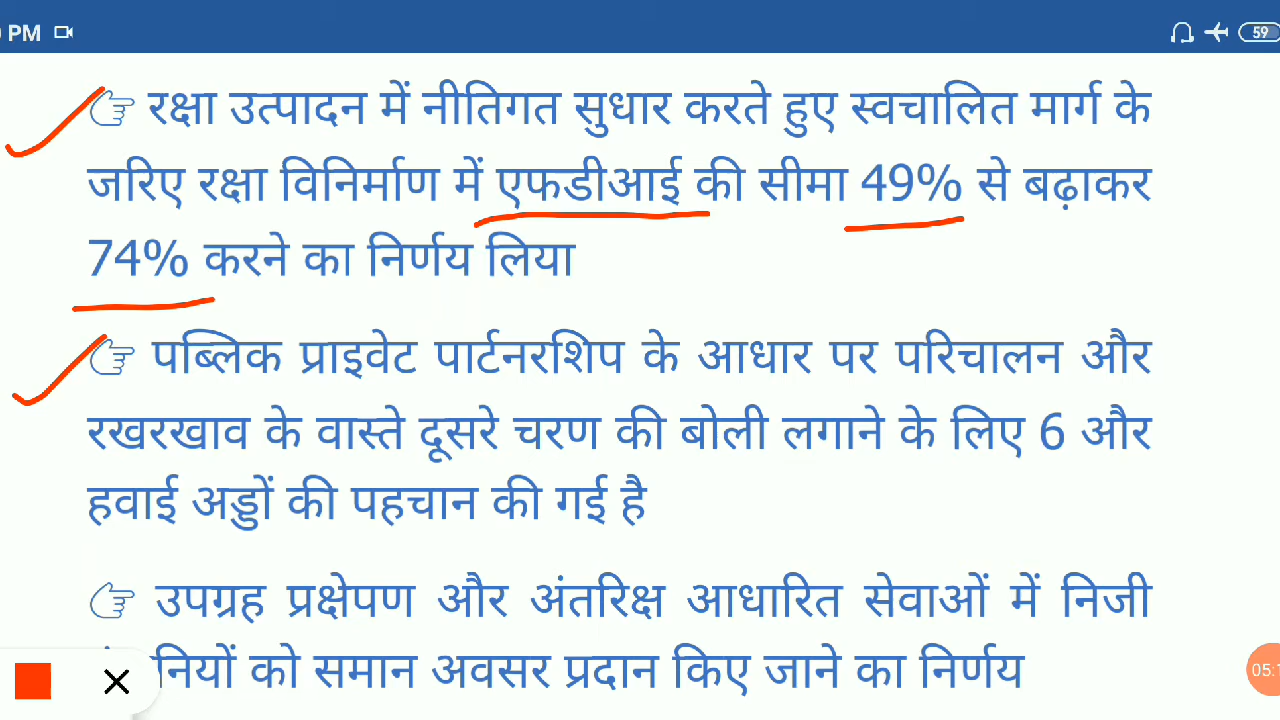 PM
59
👉 रक्षा उत्पादन में नीतिगत सुधार करते हुए स्वचालित मार्ग के
जरिए रक्षा विनिर्माण में एफडीआई की सीमा 49% से बढ़ाकर
74% करने का निर्णय लिया
👉 पब्लिक प्राइवेट पार्टनरशिप के आधार पर परिचालन और
रखरखाव के वास्ते दूसरे चरण की बोली लगाने के लिए 6 और
हवाई अड्डों की पहचान की गई है
👉 उपग्रह प्रक्षेपण और अंतरिक्ष आधारित सेवाओं में निजी
को समान अवसर प्रदान किए जाने का निर्णय